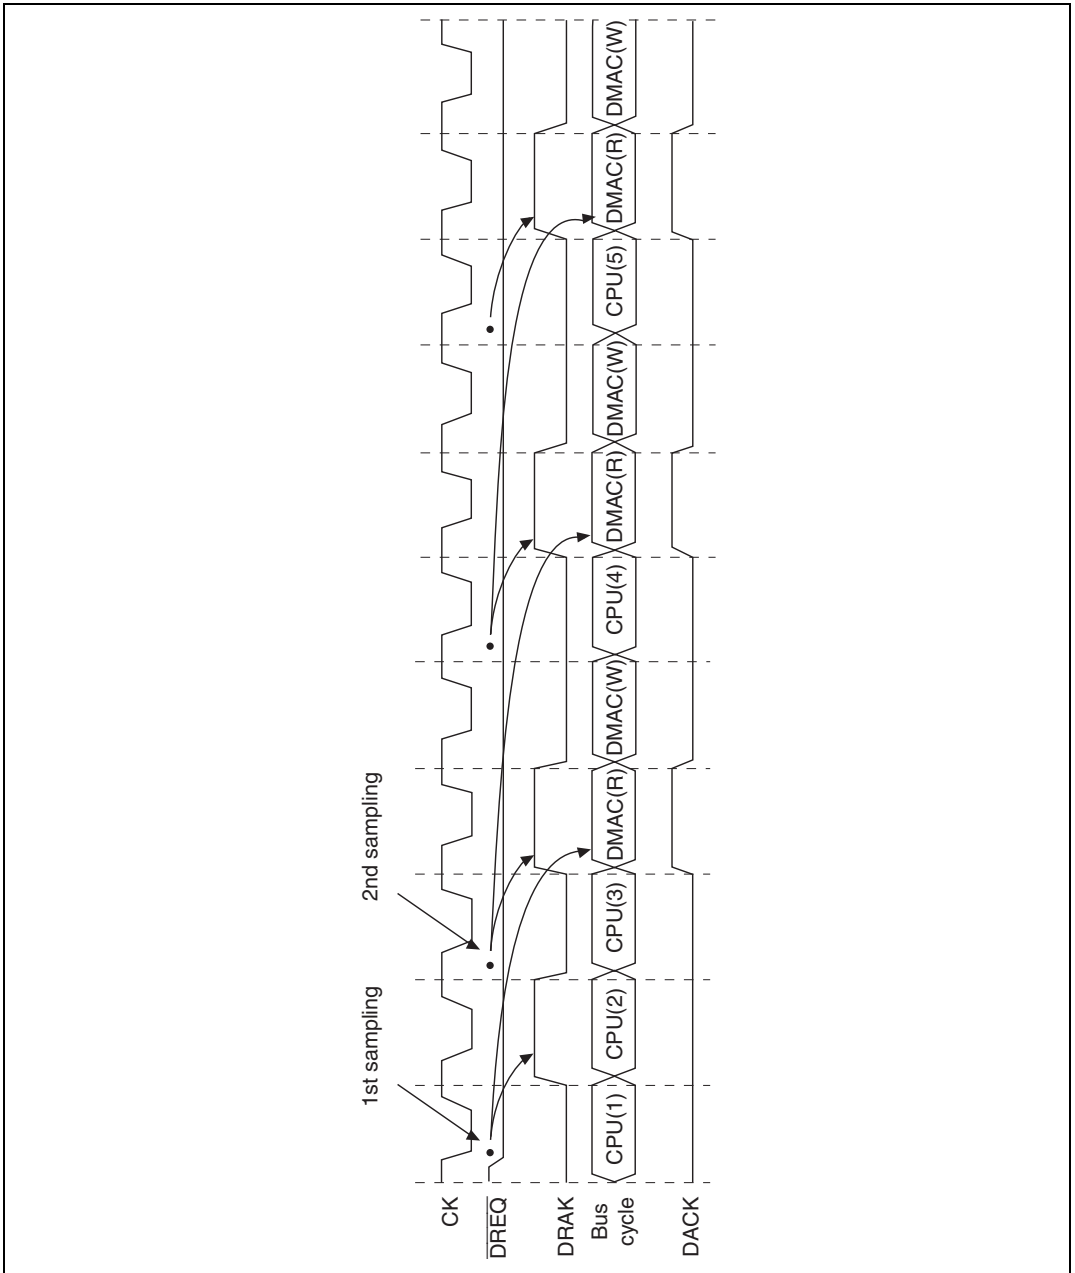 1st sampling
2nd sampling
CK
DREQ
DRAK
Bus
cycle
CPU(1)
CPU(2)
CPU(3)
DMAC(R)
DMAC(W)
CPU(4)
DMAC(R)
DMAC(W)
CPU(5)
DMAC(R)
DMAC(W)
DACK